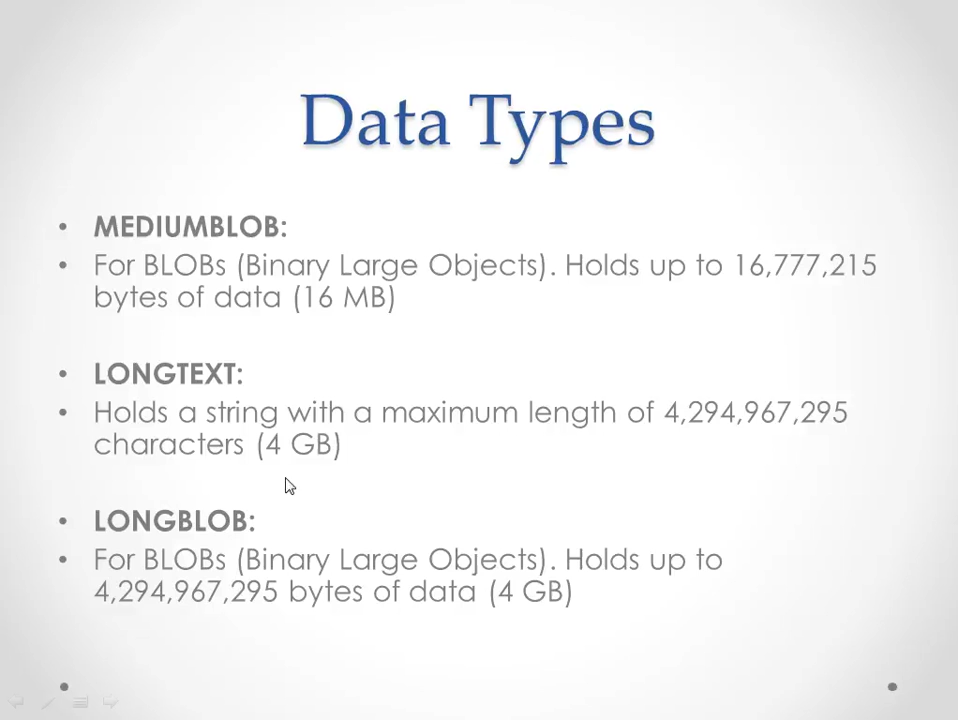 Data Types
• MEDIUMBLOB:
• For BLOBs (Binary Large Objects). Holds up to 16,777,215
bytes of data (16 MB)
• LONGTEXT:
• Holds a string with a maximum length of 4,294,967,295
characters (4 GB)
• LONGBLOB:
• For BLOBs (Binary Large Objects). Holds up to
4,294,967,295 bytes of data (4 GB)